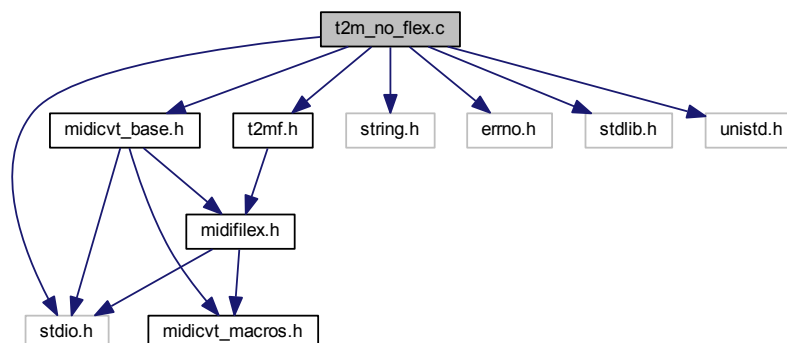 t2m_no_flex.c
midicvt_base.h
t2mf.h
string.h
errno.h
stdlib.h
unistd.h
midifilex.h
stdio.h
midicvt_macros.h